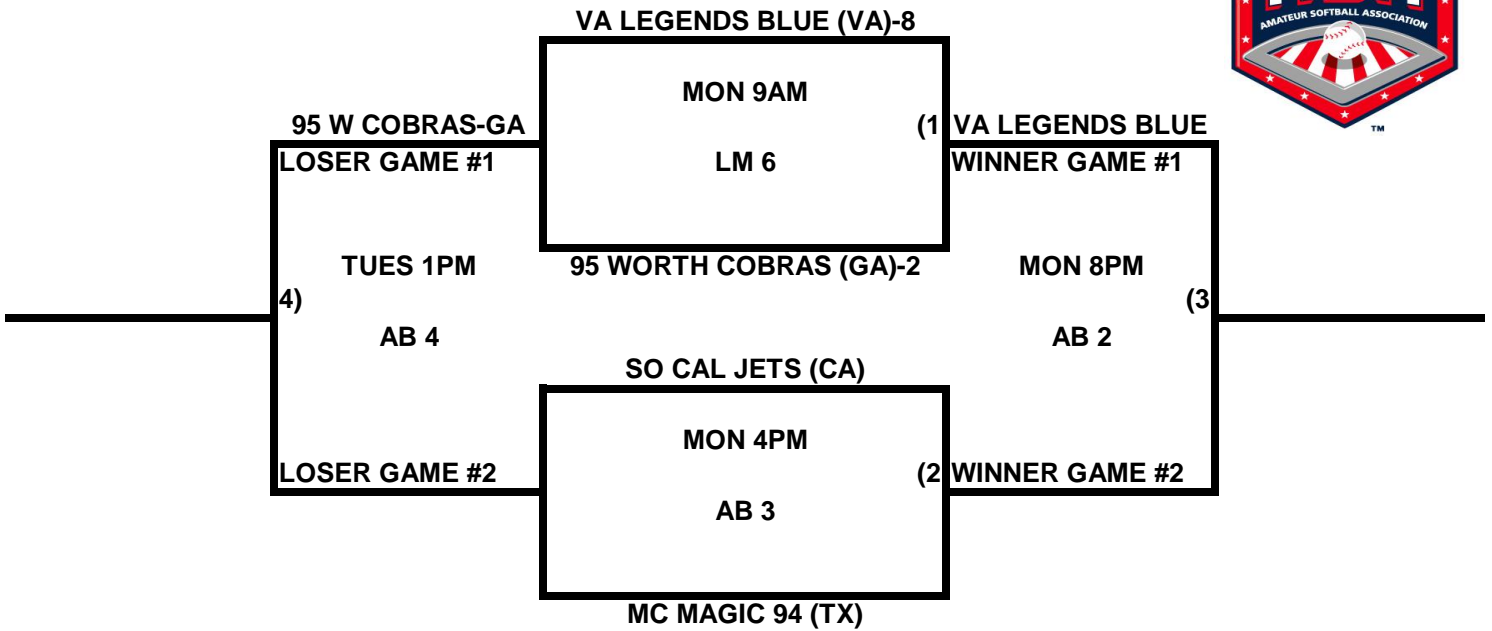 VA LEGENDS BLUE (VA)-8
AMATEUR SOFTBALL ASSOCIATION
TM
MON 9AM
95 W COBRAS-GA
(1 VA LEGENDS BLUE
LOSER GAME #1
LM 6
WINNER GAME #1
TUES 1PM
95 WORTH COBRAS (GA)-2
MON 8PM
4)
(3
AB 4
AB 2
SO CAL JETS (CA)
MON 4PM
LOSER GAME #2
(2 WINNER GAME #2
AB 3
MC MAGIC 94 (TX)